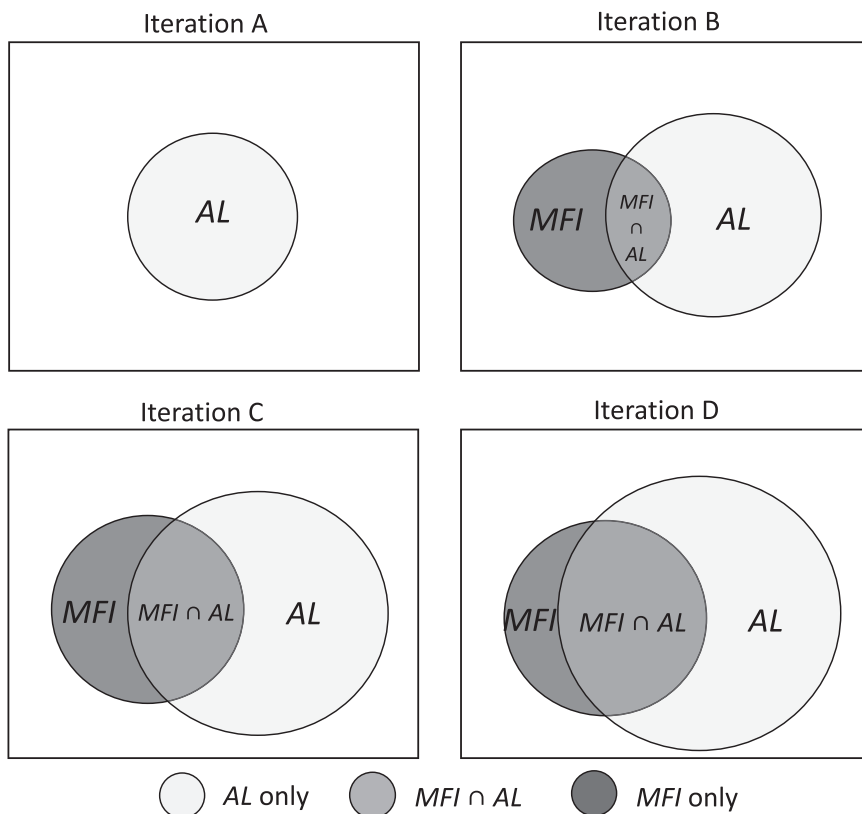 Iteration A
Iteration B
AL
MFI
MFI
∩
AL
AL
Iteration C
Iteration D
MFI
MFI ∩ AL
AL
MFI
MFI ∩ AL
AL
AL only
MFI ∩ AL
MFI only